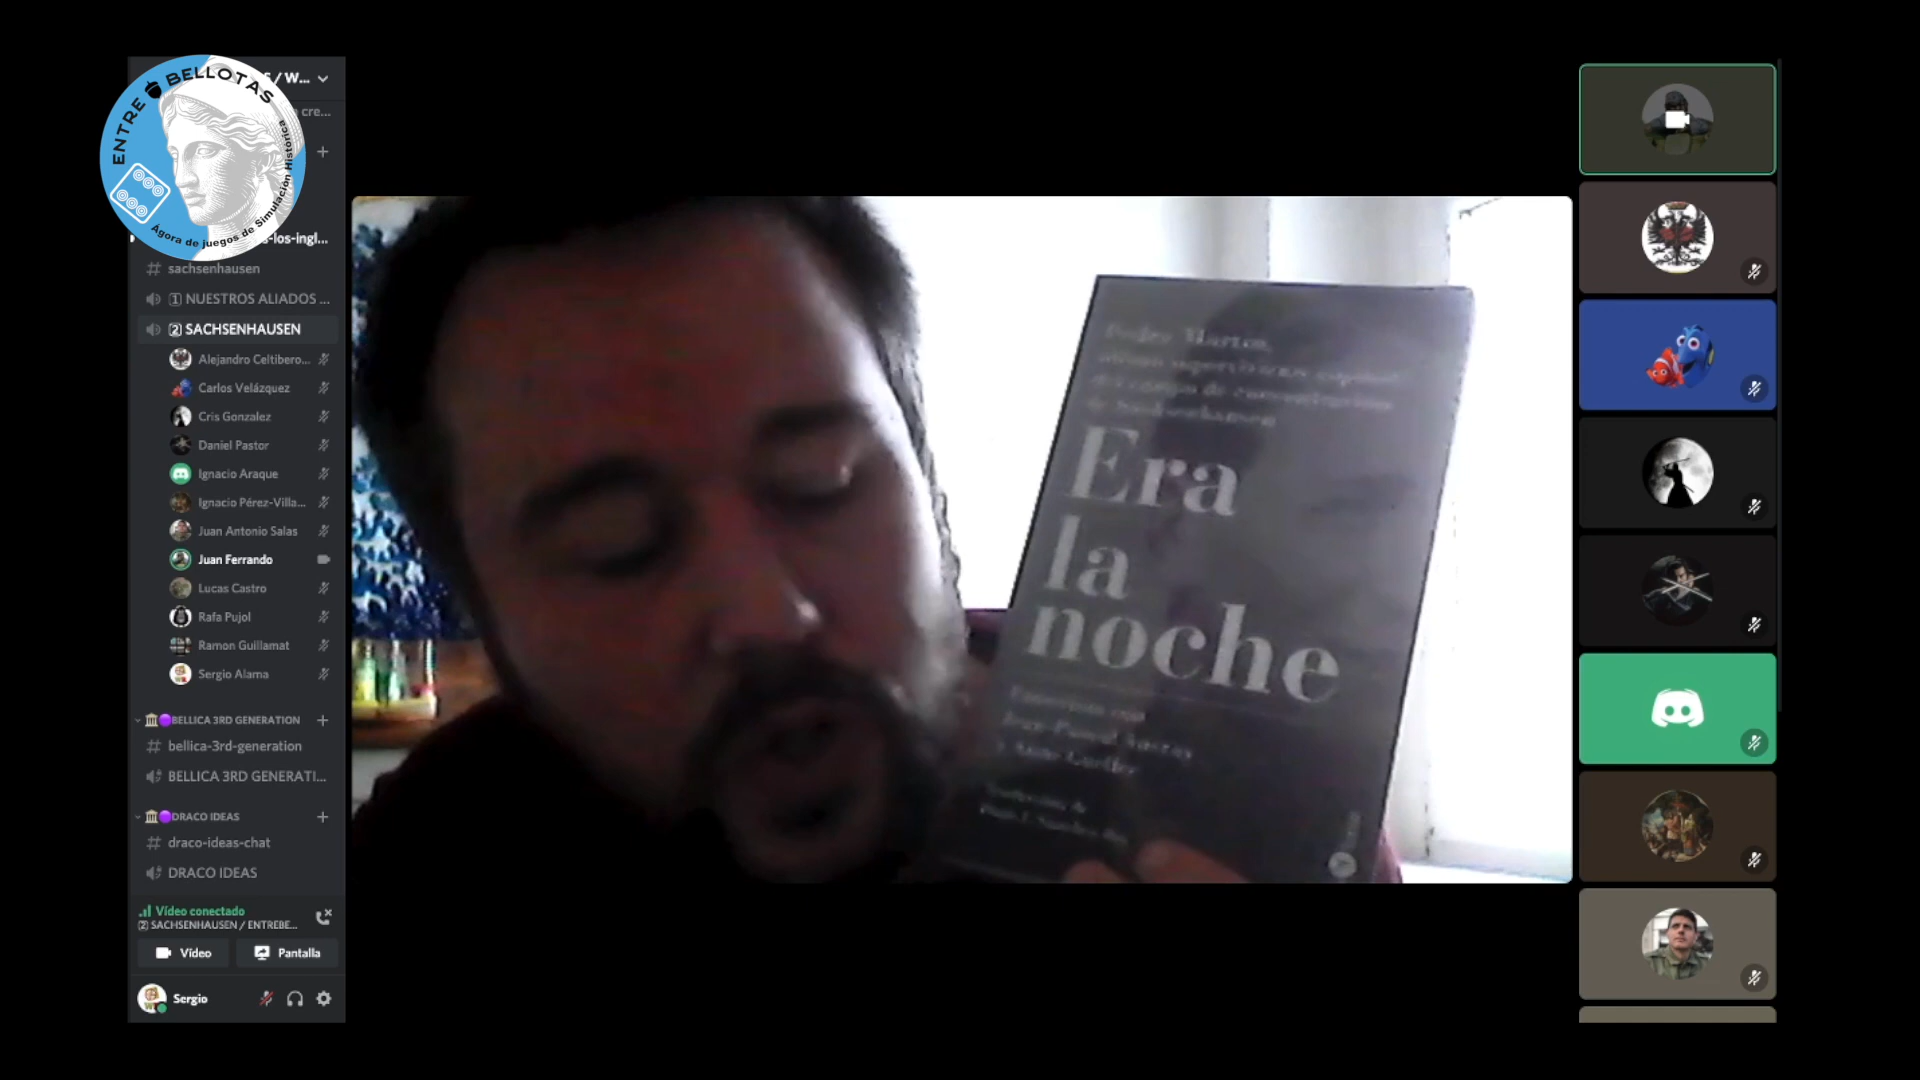 ENTRE BELLOTAS
Ágora de juegos de Simulación Histórica
/ W...
cre...
s-los-ingl...
sachsenhausen
1 NUESTROS ALIADOS ...
2 SACHSENHAUSEN
Alejandro Celtibero...
Carlos Velázquez
Cris Gonzalez
Daniel Pastor
Ignacio Araque
Ignacio Pérez-Villa...
Juan Antonio Salas
Juan Ferrando
Lucas Castro
Rafa Pujol
Ramon Guillamat
Sergio Alama
BELLICA 3RD GENERATION
bellica-3rd-generation
BELLICA 3RD GENERATI...
DRACO IDEAS
draco-ideas-chat
DRACO IDEAS
Vídeo conectado
2 SACHSENHAUSEN / ENTREBE...
Vídeo
Pantalla
Sergio
Pedro Martín,
Era
la
noche